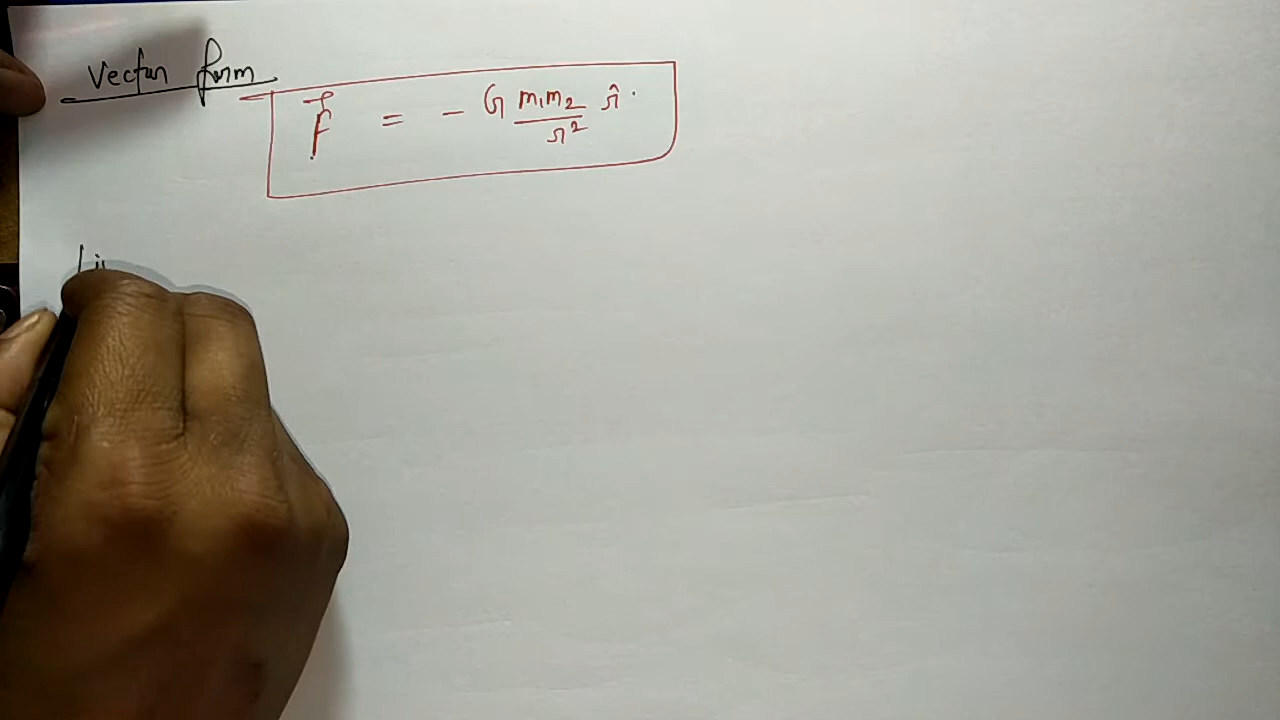 Vector form
F⃗ = - G m₁m₂/r² r̂.